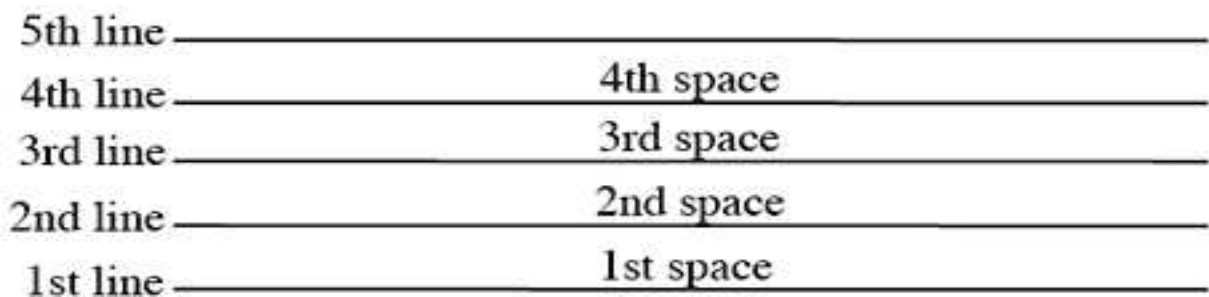 5th line
4th space
4th line
3rd space
3rd line
2nd space
2nd line
1st space
1st line